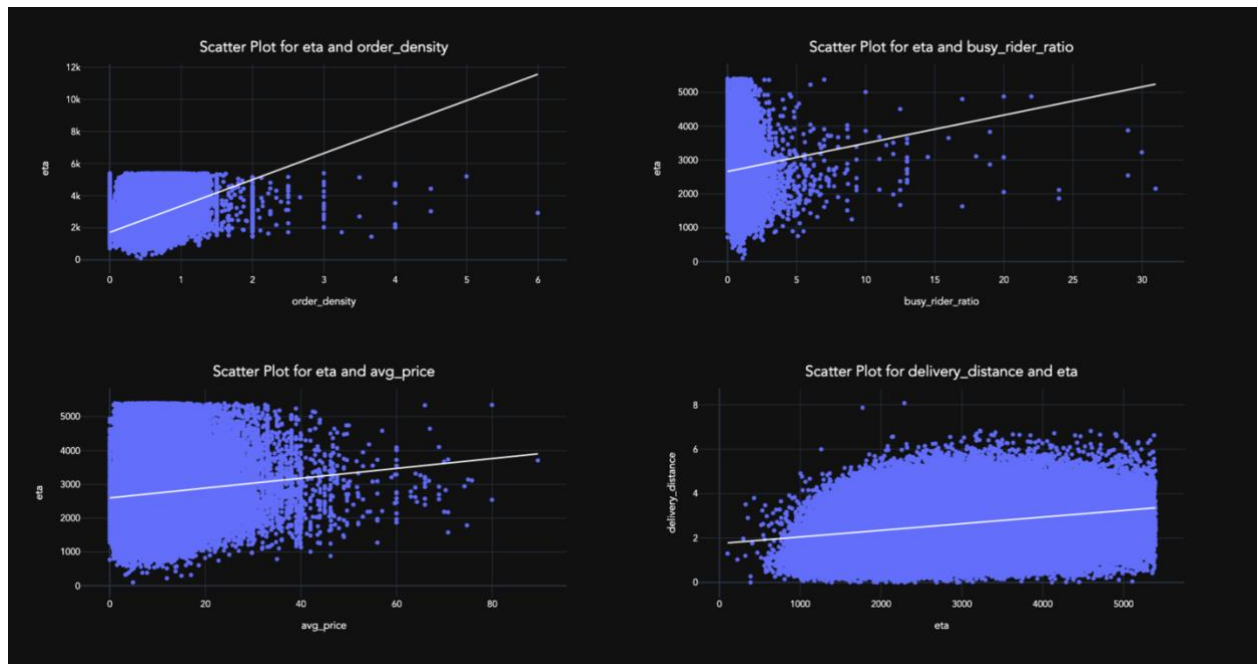 Scatter Plot for eta and order_density
12k
10k
8k
6k
4k
2k
0
eta
0 1 2 3 4 5 6
order_density
Scatter Plot for eta and busy_rider_ratio
5000
4000
3000
2000
1000
0
eta
0 5 10 15 20 25 30
busy_rider_ratio
Scatter Plot for eta and avg_price
5000
4000
3000
2000
1000
0
eta
0 20 40 60 80
avg_price
Scatter Plot for delivery_distance and eta
8
6
4
2
0
delivery_distance
0 1000 2000 3000 4000 5000
eta